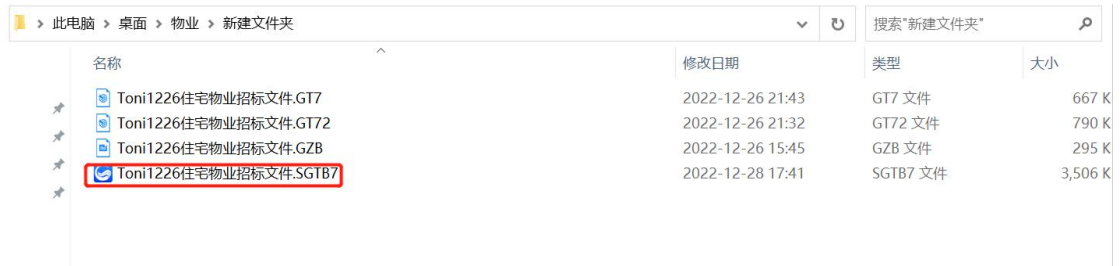 此电脑 > 桌面 > 物业 > 新建文件夹 搜索"新建文件夹"
名称 修改日期 类型 大小
Toni1226住宅物业招标文件.GT7 2022-12-26 21:43 GT7 文件 667 K
Toni1226住宅物业招标文件.GT72 2022-12-26 21:32 GT72 文件 790 K
Toni1226住宅物业招标文件.GZB 2022-12-26 15:45 GZB 文件 295 K
Toni1226住宅物业招标文件.SGTB7 2022-12-28 17:41 SGTB7 文件 3,506 K